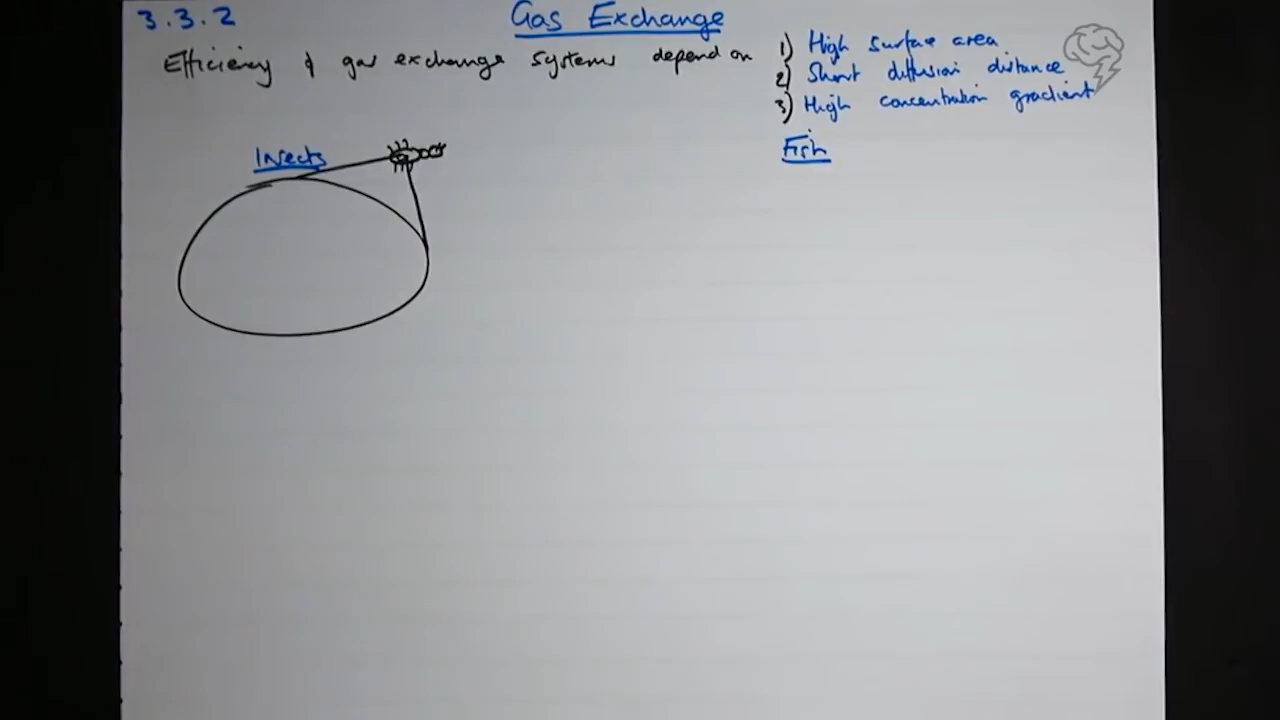 3.3.2
Gas Exchange
Efficiency of gas exchange systems depend on
1) High surface area
2) Short diffusion distance
3) High concentration gradient
Insects
Fish